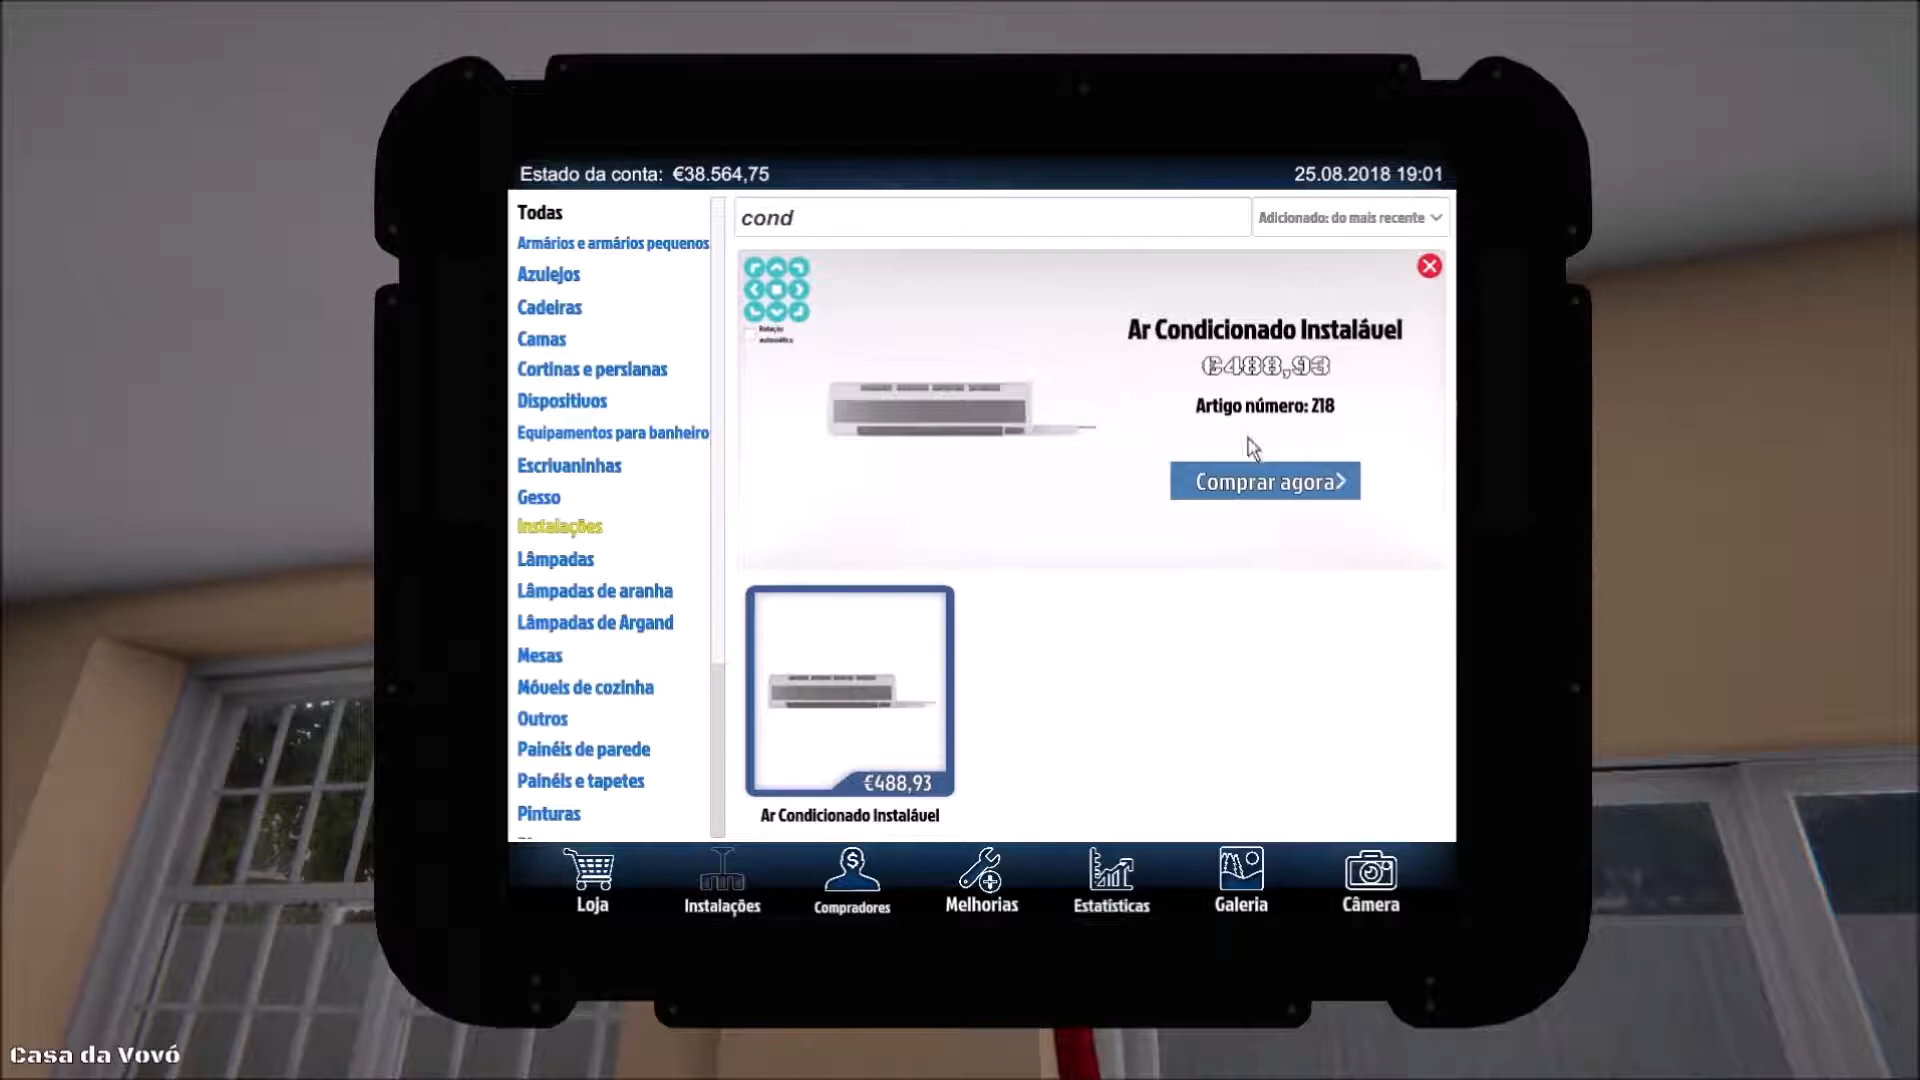 Estado da conta: €38.564,75
25.08.2018 19:01
Todas
Armários e armários pequenos
Azulejos
Cadeiras
Camas
Cortinas e persianas
Dispositivos
Equipamentos para banheiro
Escrivaninhas
Gesso
Instalações
Lâmpadas
Lâmpadas de aranha
Lâmpadas de Argand
Mesas
Móveis de cozinha
Outros
Painéis de parede
Painéis e tapetes
Pinturas
cond
Adicionado: do mais recente
Rotação
automática
Ar Condicionado Instalável
€488,93
Artigo número: Z18
Comprar agora>
€488,93
Ar Condicionado Instalável
Loja
Instalações
Compradores
Melhorias
Estatísticas
Galeria
Câmera
Casa da Vovó